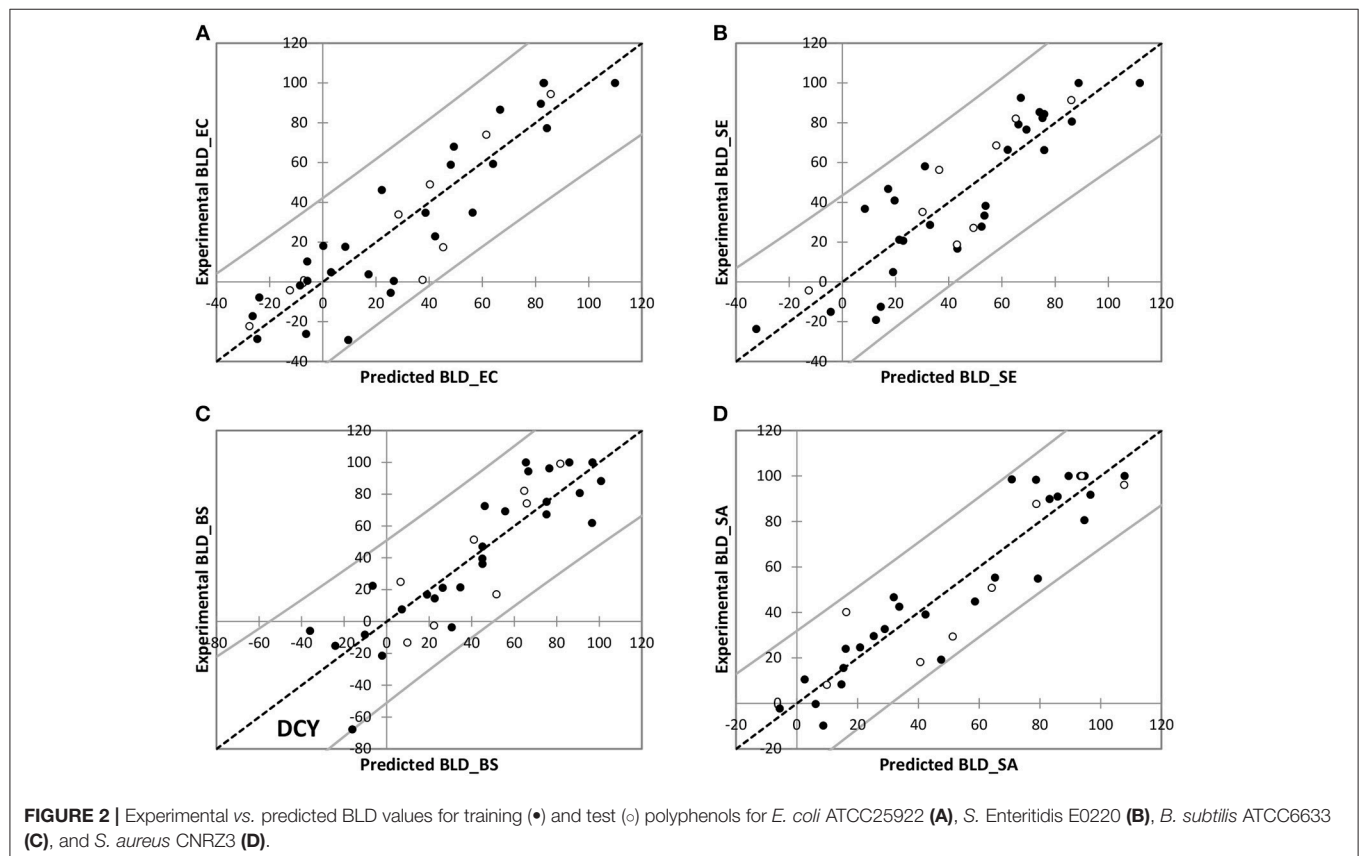 A
120
100
80
60
40
20
0
-20
-40
-40 -20 0 20 40 60 80 100 120
Experimental BLD_EC
Predicted BLD_EC
B
120
100
80
60
40
20
0
-20
-40
-40 -20 0 20 40 60 80 100 120
Experimental BLD_SE
Predicted BLD_SE
C
120
100
80
60
40
20
0
-20
-40
-60
-80
-80 -60 -40 -20 0 20 40 60 80 100 120
Experimental BLD_BS
DCY
Predicted BLD_BS
D
120
100
80
60
40
20
0
-20
-20 0 20 40 60 80 100 120
Experimental BLD_SA
Predicted BLD_SA
FIGURE 2 | Experimental vs. predicted BLD values for training (●) and test (○) polyphenols for E. coli ATCC25922 (A), S. Enteritidis E0220 (B), B. subtilis ATCC6633
(C), and S. aureus CNRZ3 (D).